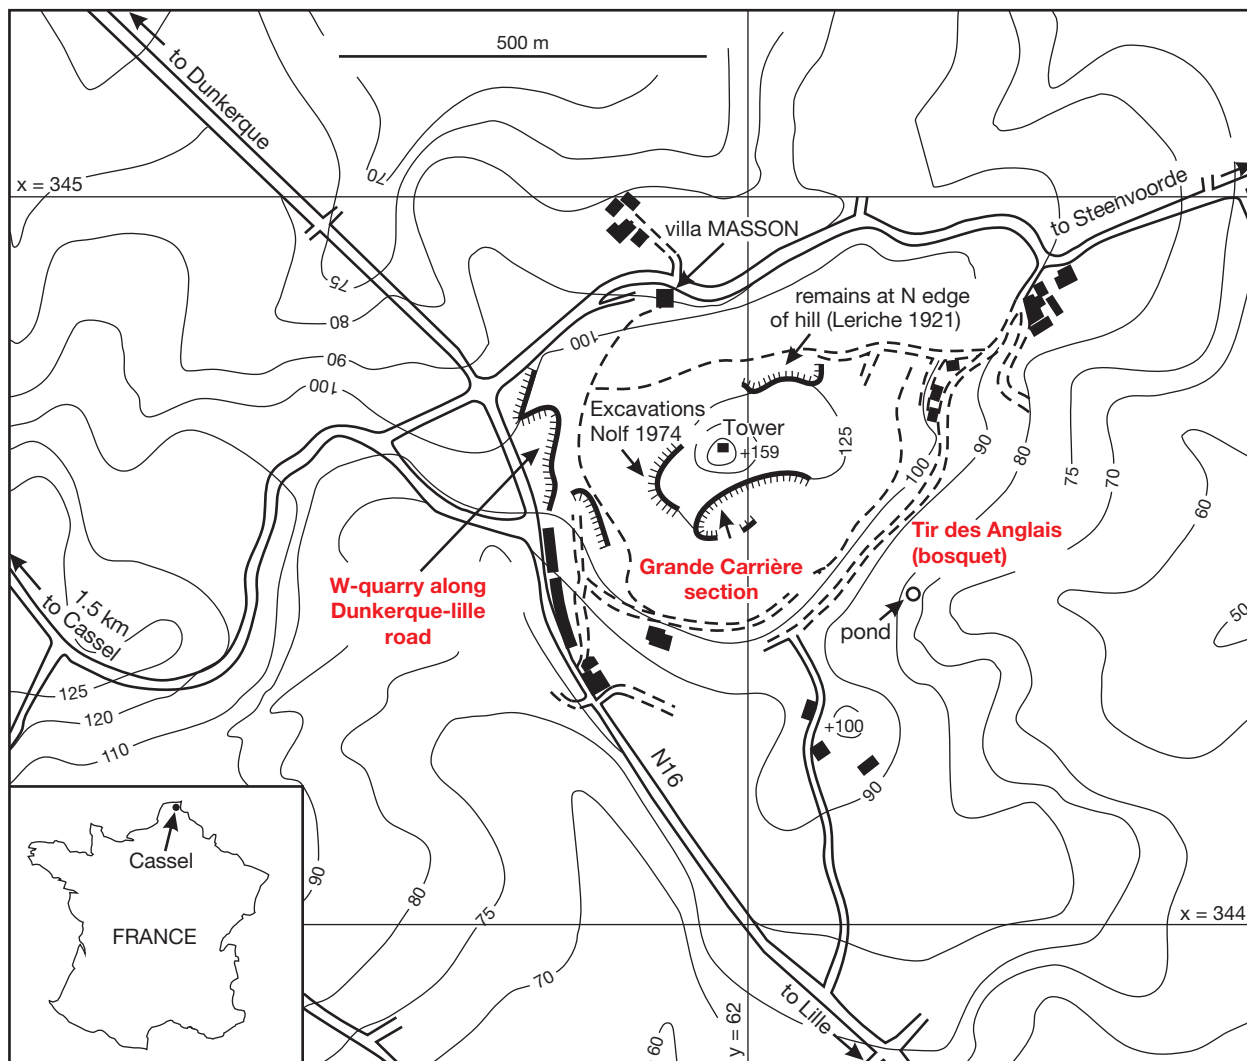 500 m
to Dunkerque
70
x = 345
to Steenvoorde
villa MASSON
75
80
remains at N edge
of hill (Leriche 1921)
100
90
100
Excavations
Nolf 1974
Tower
+159
125
90
80
100
75
70
60
Tir des Anglais
(bosquet)
Grande Carrière
section
W-quarry along
Dunkerque-lille
road
1.5 km
to Cassel
pond
50
125
120
110
+100
N16
90
Cassel
FRANCE
90
80
75
70
x = 344
to Lille
y = 62
60